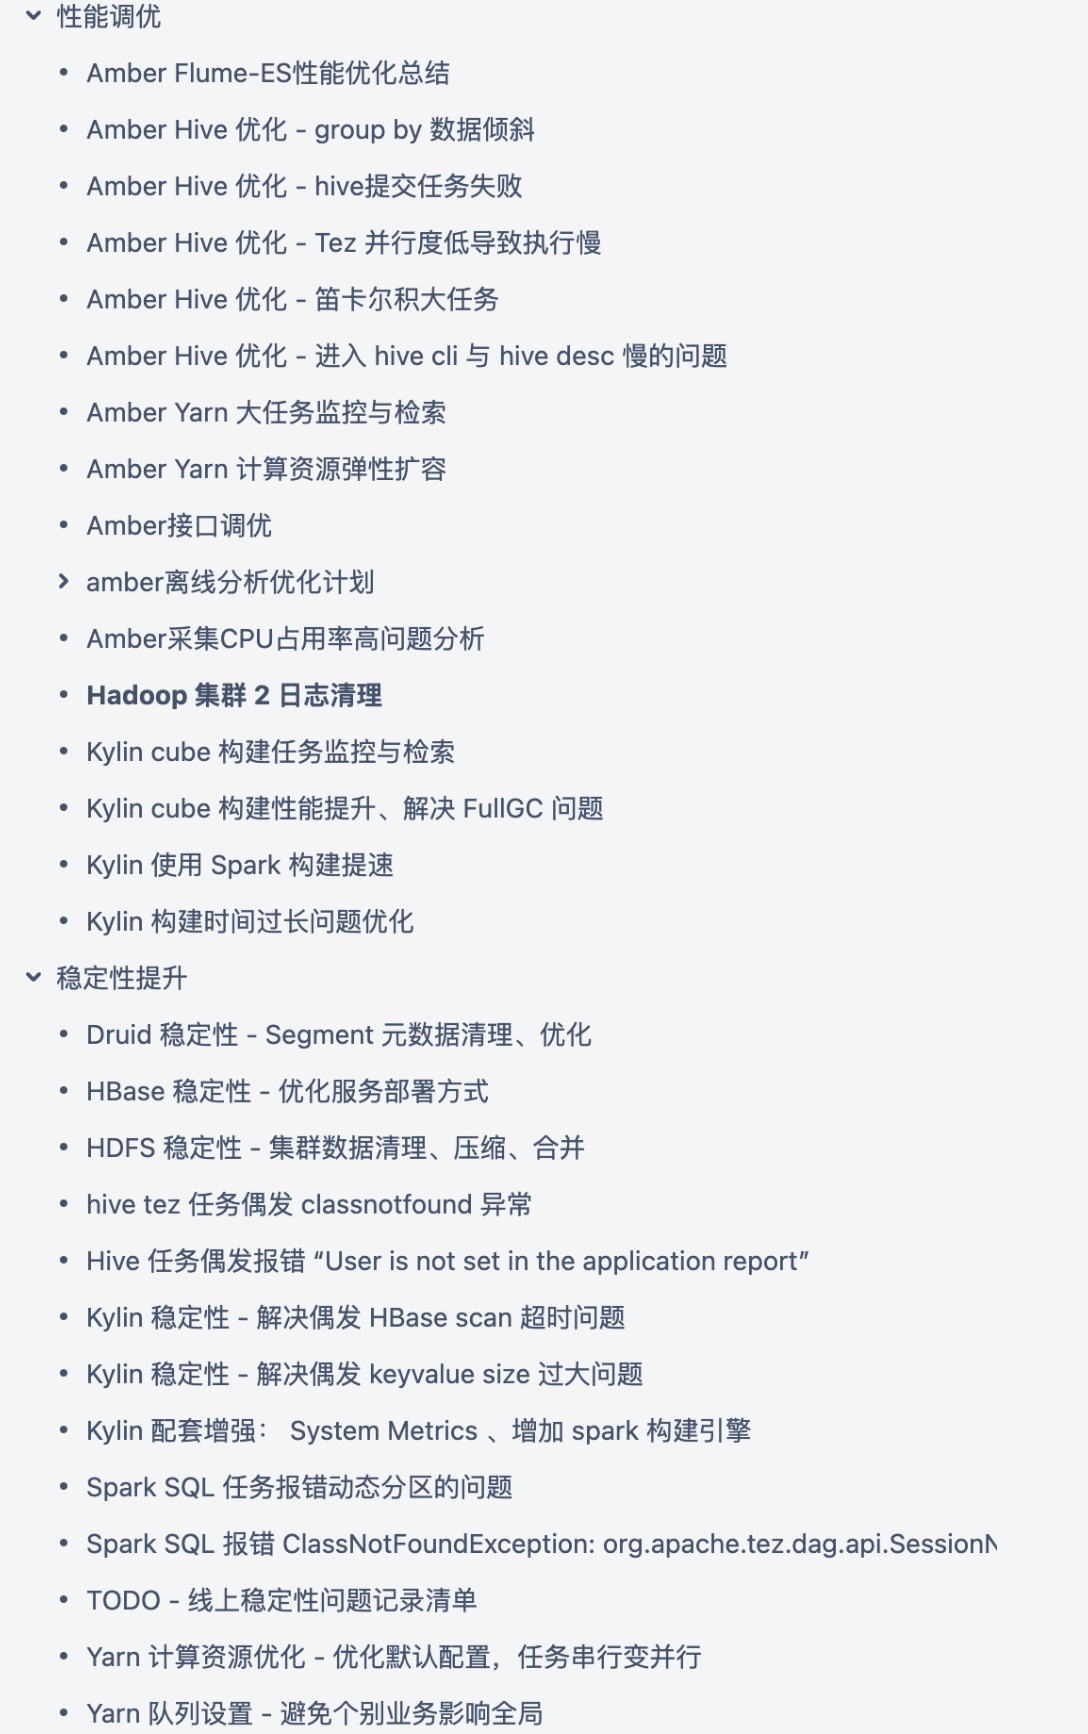 性能调优
Amber Flume-ES性能优化总结
Amber Hive 优化 - group by 数据倾斜
Amber Hive 优化 - hive提交任务失败
Amber Hive 优化 - Tez 并行度低导致执行慢
Amber Hive 优化 - 笛卡尔积大任务
Amber Hive 优化 - 进入 hive cli 与 hive desc 慢的问题
Amber Yarn 大任务监控与检索
Amber Yarn 计算资源弹性扩容
Amber接口调优
amber离线分析优化计划
Amber采集CPU占用率高问题分析
Hadoop 集群 2 日志清理
Kylin cube 构建任务监控与检索
Kylin cube 构建性能提升、解决 FullGC 问题
Kylin 使用 Spark 构建提速
Kylin 构建时间过长问题优化
稳定性提升
Druid 稳定性 - Segment 元数据清理、优化
HBase 稳定性 - 优化服务部署方式
HDFS 稳定性 - 集群数据清理、压缩、合并
hive tez 任务偶发 classnotfound 异常
Hive 任务偶发报错 “User is not set in the application report”
Kylin 稳定性 - 解决偶发 HBase scan 超时问题
Kylin 稳定性 - 解决偶发 keyvalue size 过大问题
Kylin 配套增强： System Metrics 、增加 spark 构建引擎
Spark SQL 任务报错动态分区的问题
Spark SQL 报错 ClassNotFoundException: org.apache.tez.dag.api.SessionN
TODO - 线上稳定性问题记录清单
Yarn 计算资源优化 - 优化默认配置，任务串行变并行
Yarn 队列设置 - 避免个别业务影响全局